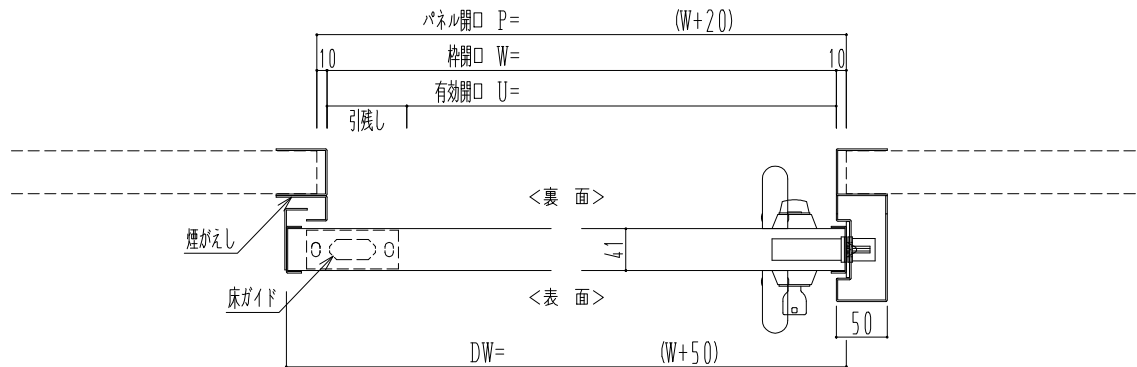 パネル開口 P= (W+20)
10 枠開口 W= 10
有効開口 U=
引残し
<裏 面>
煙がえし
41
床ガイド
<表 面>
50
DW= (W+50)